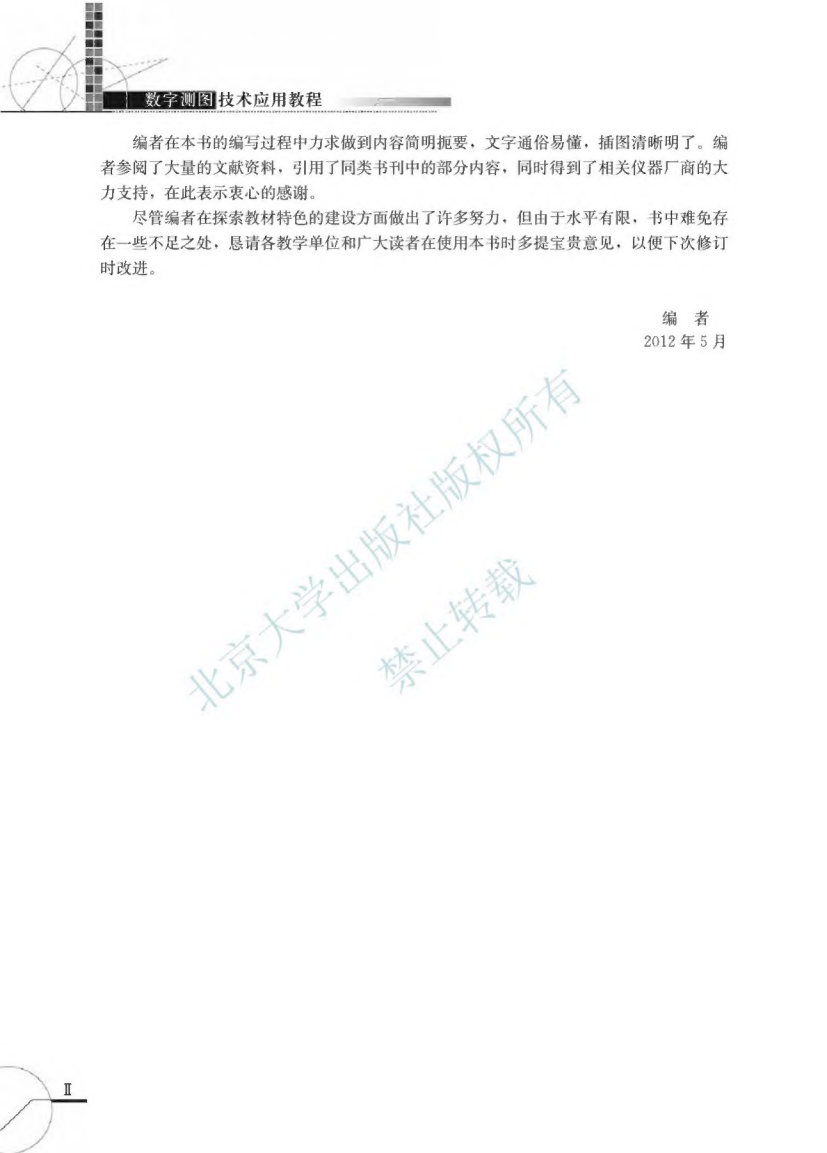 数字测图技术应用教程
编者在本书的编写过程中力求做到内容简明扼要，文字通俗易懂，插图清晰明了。编
者参阅了大量的文献资料，引用了同类书刊中的部分内容，同时得到了相关仪器厂商的大
力支持，在此表示衷心的感谢。
尽管编者在探索教材特色的建设方面做出了许多努力，但由于水平有限，书中难免存
在一些不足之处，恳请各教学单位和广大读者在使用本书时多提宝贵意见，以便下次修订
时改进。
编 者
2012 年 5 月
北京大学出版社版权所有
禁止转载
Ⅱ